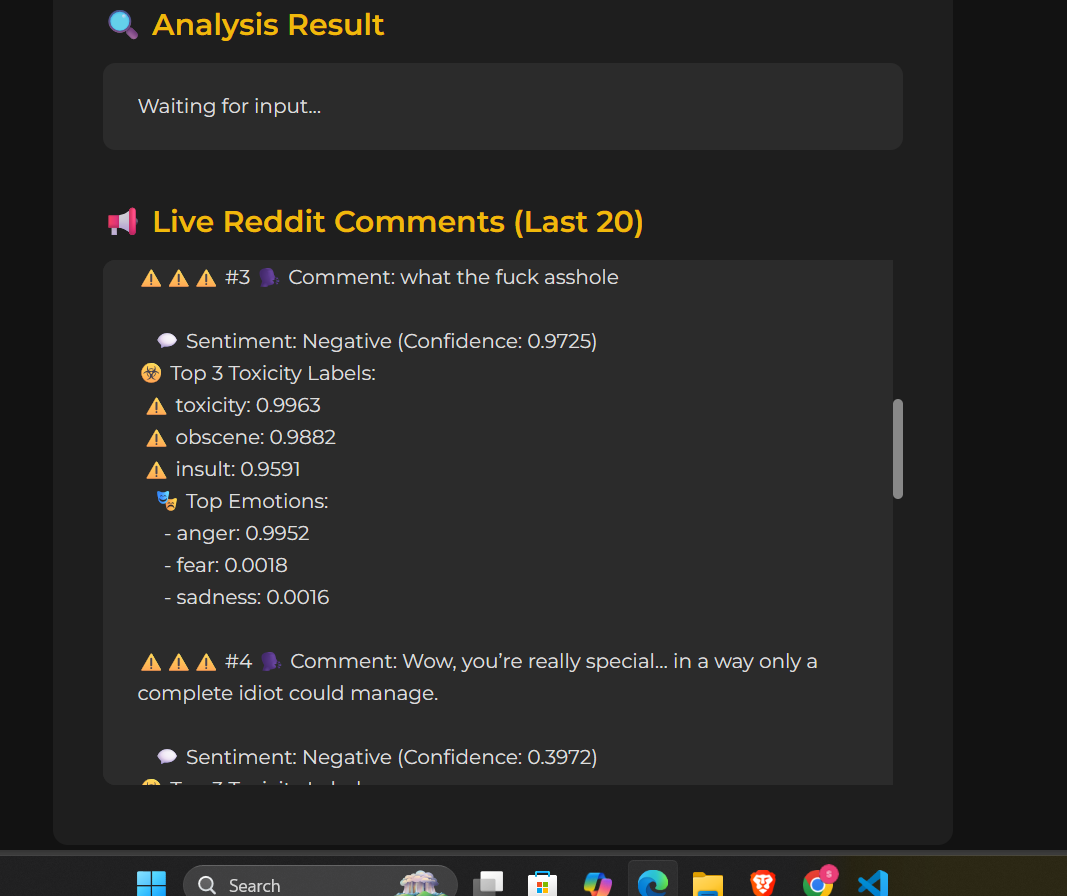 Analysis Result
Waiting for input...
Live Reddit Comments (Last 20)
#3 Comment: what the fuck asshole
Sentiment: Negative (Confidence: 0.9725)
Top 3 Toxicity Labels:
toxicity: 0.9963
obscene: 0.9882
insult: 0.9591
Top Emotions:
- anger: 0.9952
- fear: 0.0018
- sadness: 0.0016
#4 Comment: Wow, you’re really special... in a way only a
complete idiot could manage.
Sentiment: Negative (Confidence: 0.3972)
Search
s